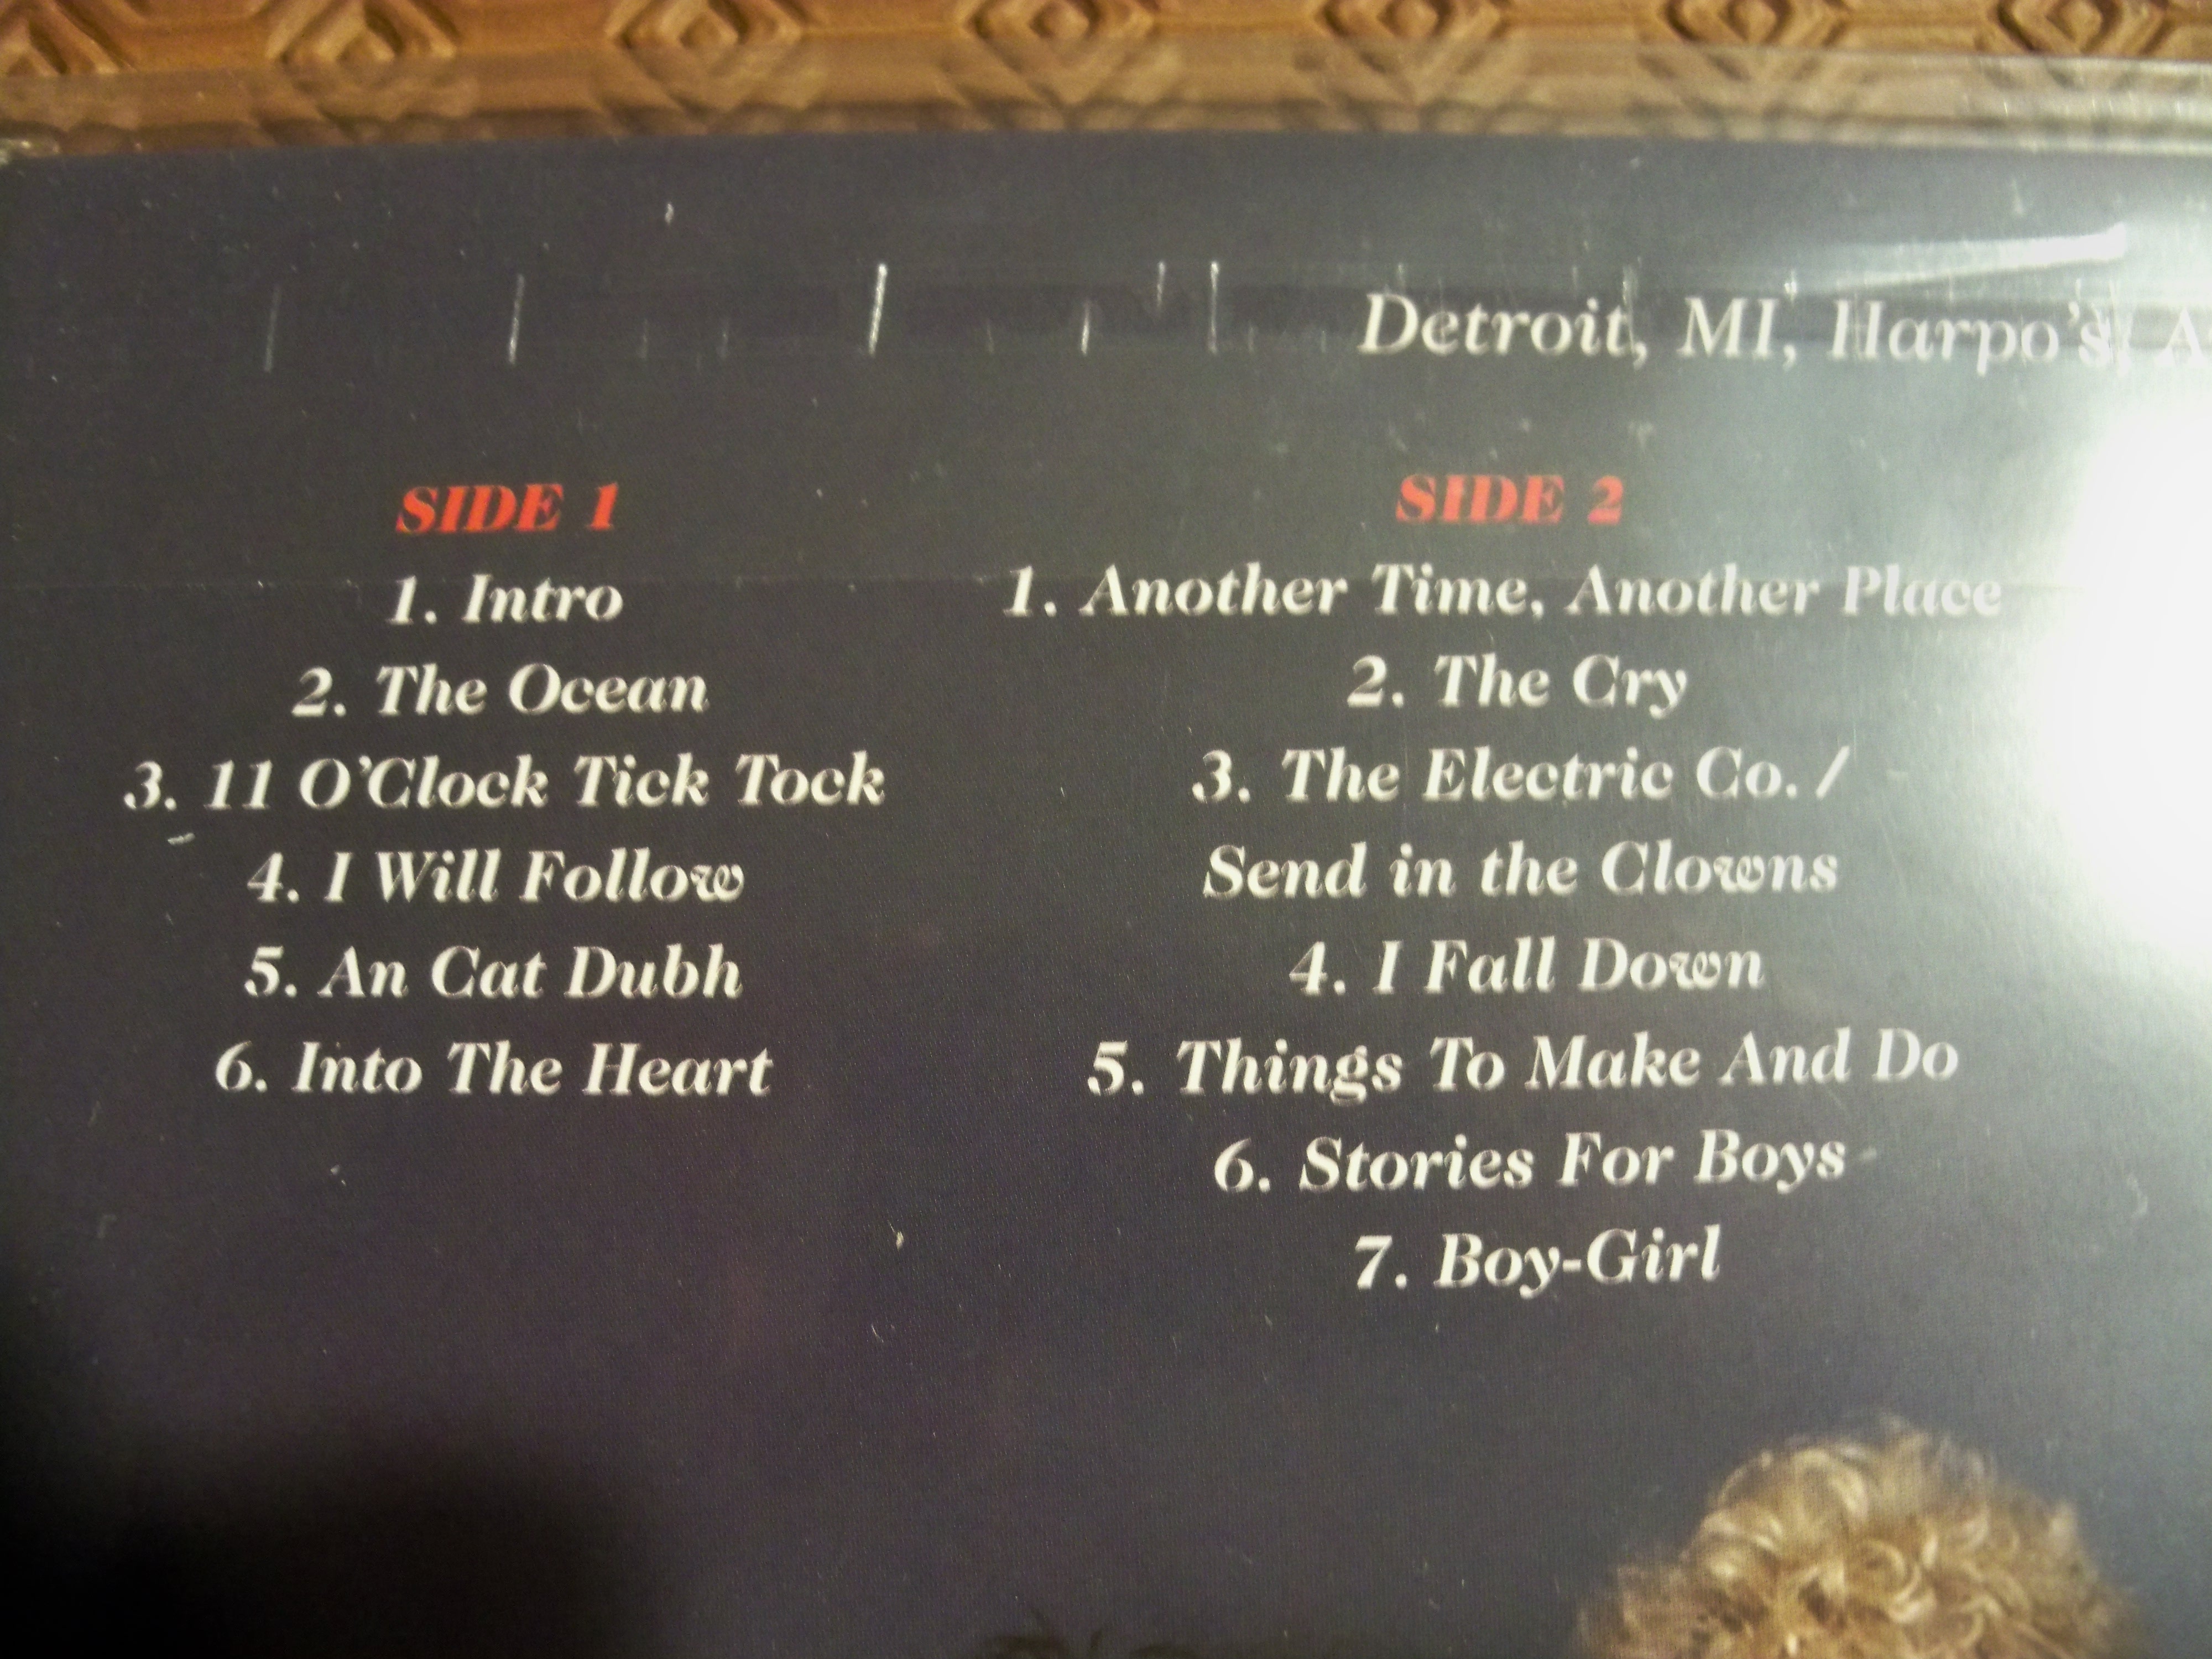 Detroit, MI, Harpo's,
SIDE 1
1. Intro
2. The Ocean
3. 11 O'Clock Tick Tock
4. I Will Follow
5. An Cat Dubh
6. Into The Heart
SIDE 2
1. Another Time, Another Place
2. The Cry
3. The Electric Co. /
Send in the Clowns
4. I Fall Down
5. Things To Make And Do
6. Stories For Boys
7. Boy-Girl